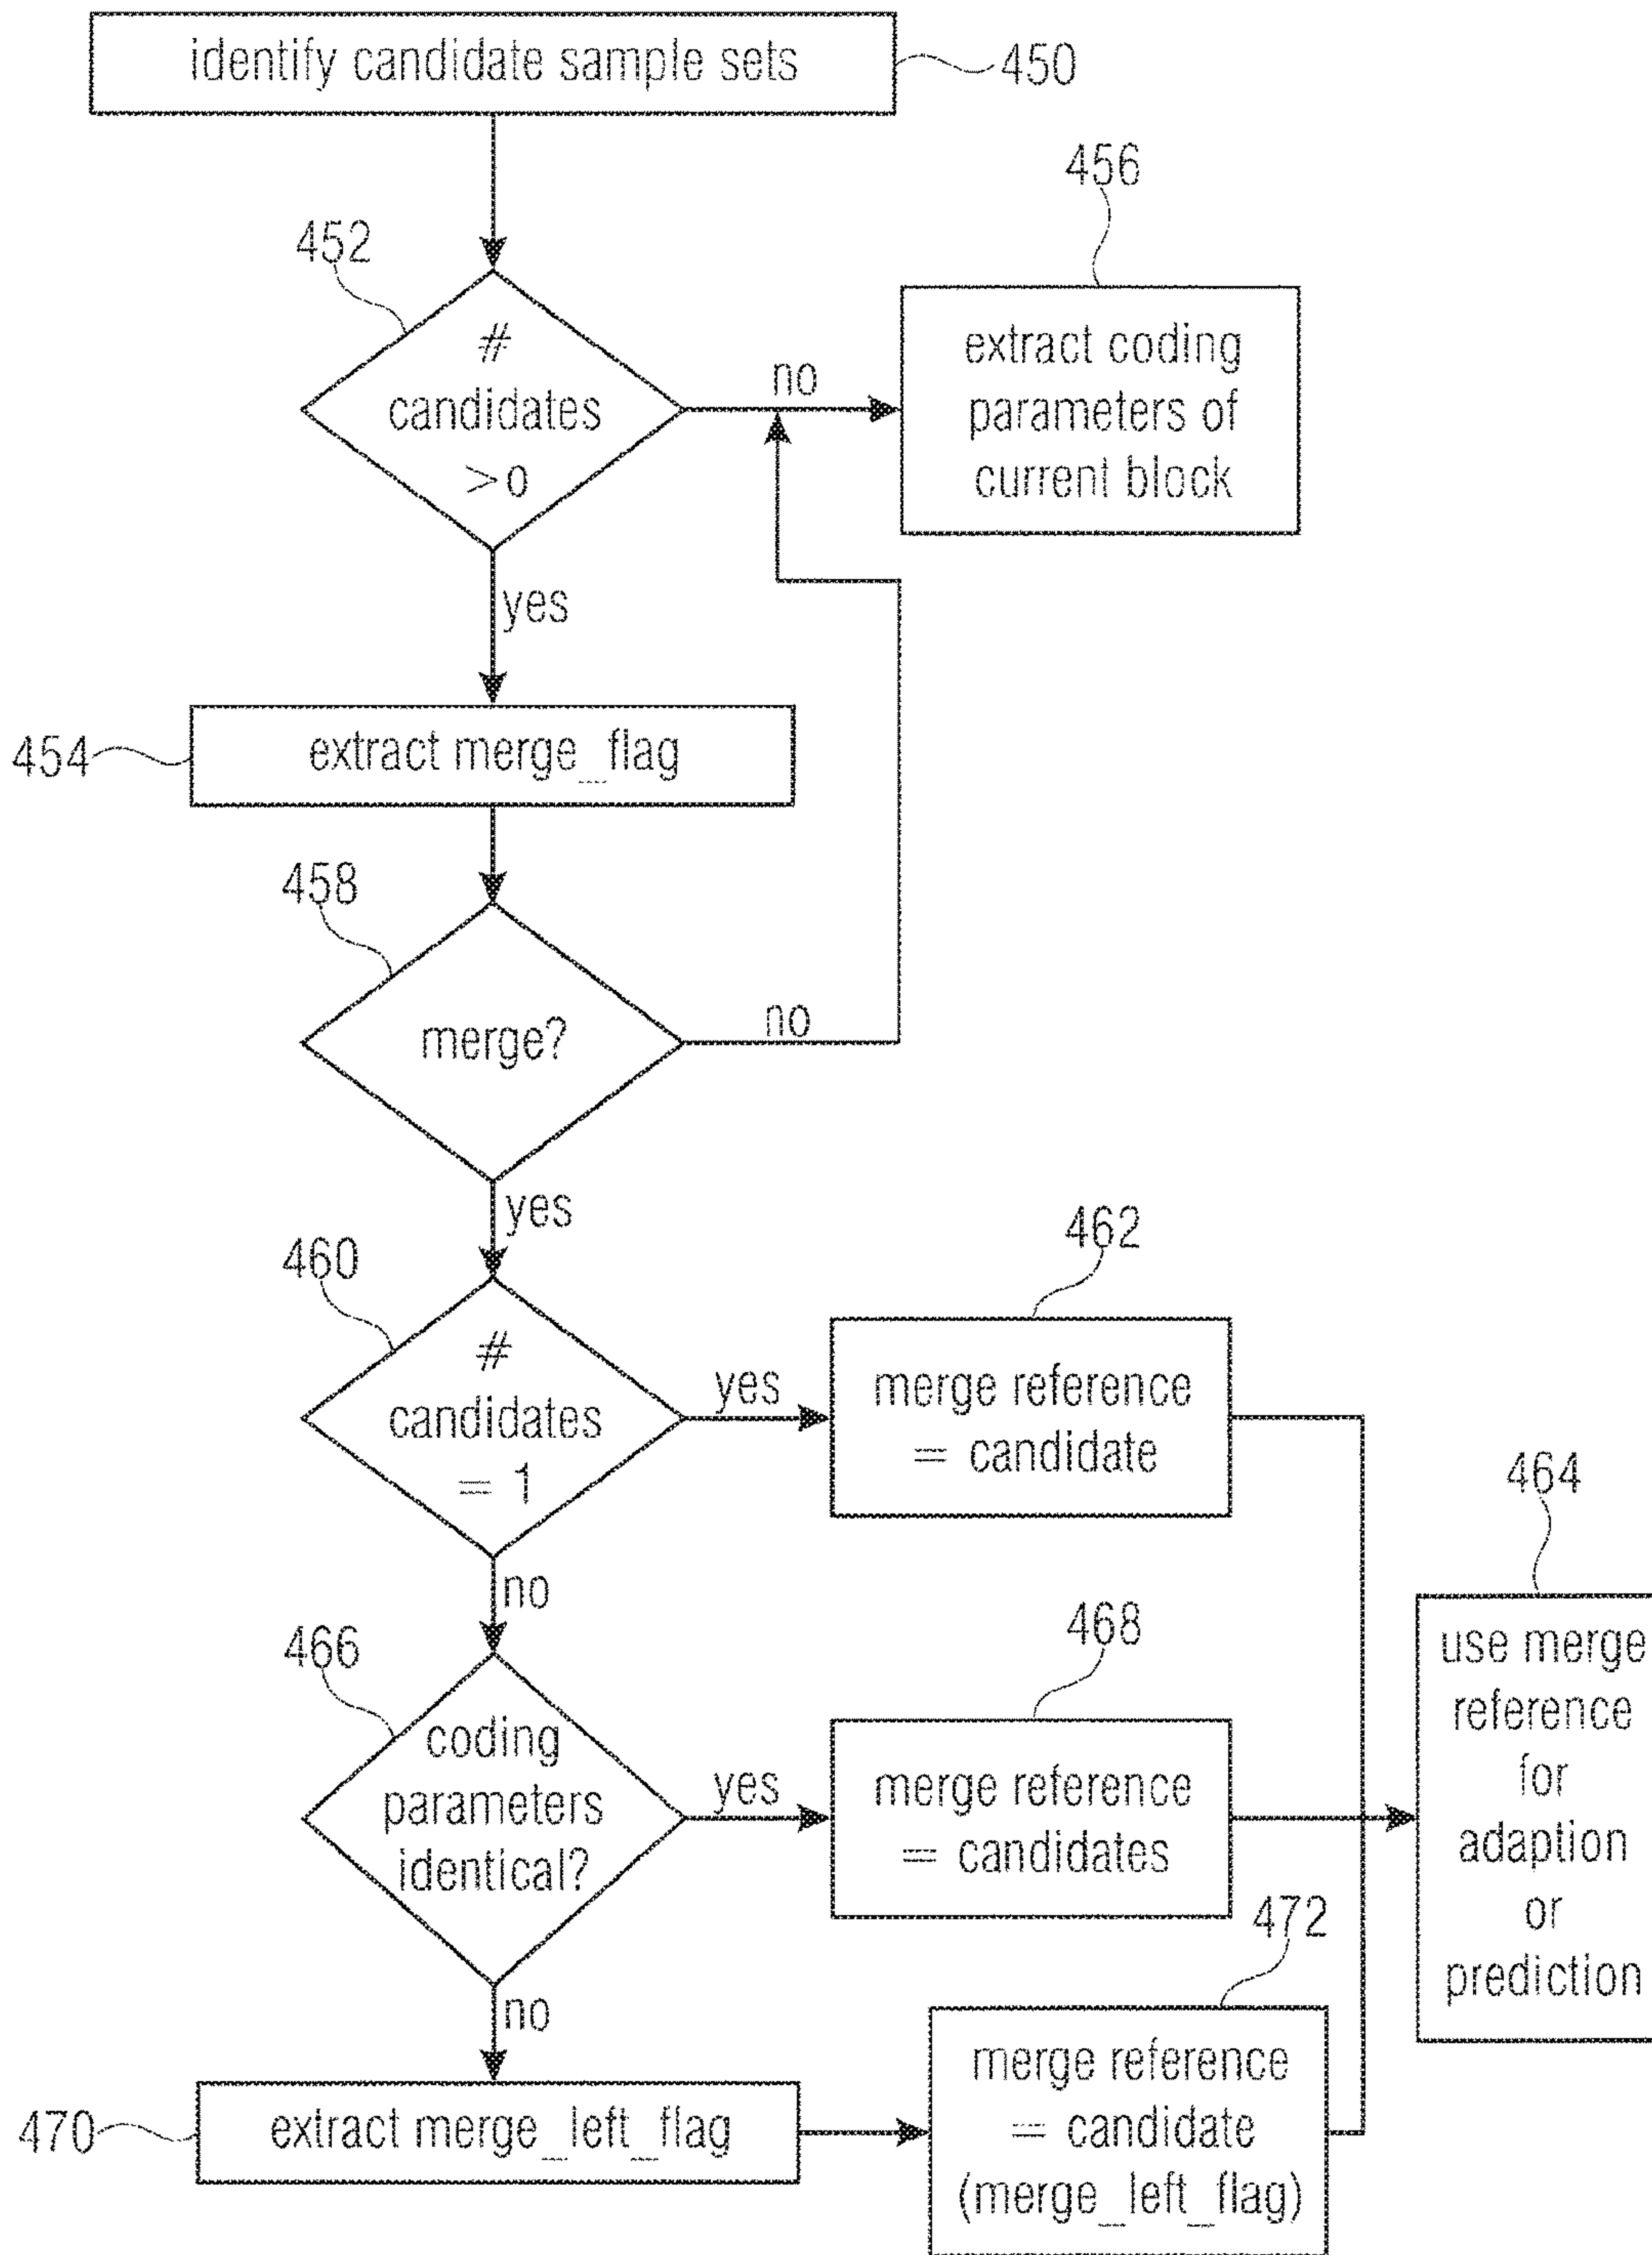 identify candidate sample sets
450
456
452
#
candidates
>o
no
extract coding
parameters of
current block
yes
454
extract merge_flag
458
merge?
no
yes
460
462
#
candidates
= 1
yes
merge reference
= candidate
464
no
466
468
coding
parameters
identical?
yes
merge reference
= candidates
use merge
reference
for
adaption
or
prediction
472
no
470
extract merge_left_flag
merge reference
= candidate
(merge_left_flag)